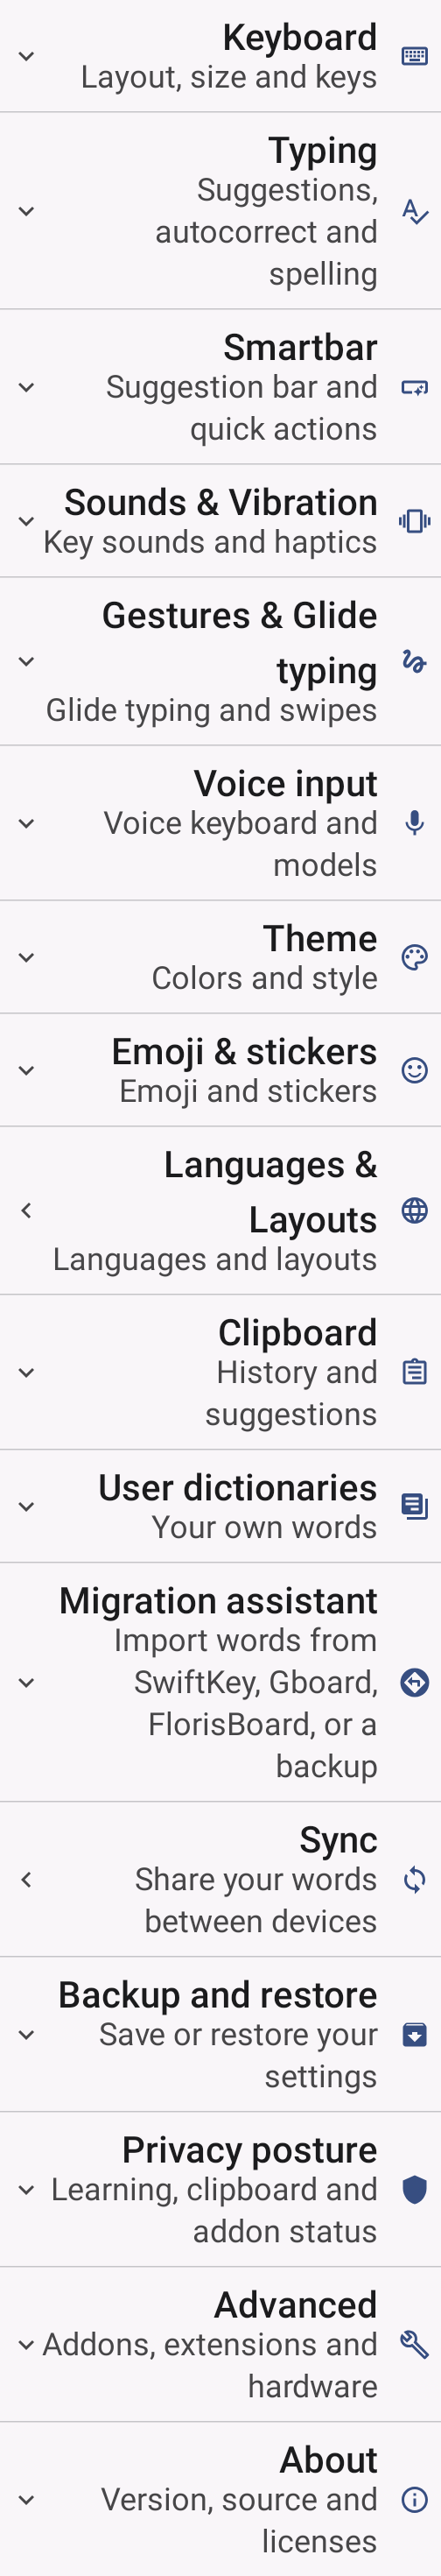 Keyboard
Layout, size and keys
Typing
Suggestions,
autocorrect and
spelling
Smartbar
Suggestion bar and
quick actions
Sounds & Vibration
Key sounds and haptics
Gestures & Glide
typing
Glide typing and swipes
Voice input
Voice keyboard and
models
Theme
Colors and style
Emoji & stickers
Emoji and stickers
Languages &
Layouts
Languages and layouts
Clipboard
History and
suggestions
User dictionaries
Your own words
Migration assistant
Import words from
SwiftKey, Gboard,
FlorisBoard, or a
backup
Sync
Share your words
between devices
Backup and restore
Save or restore your
settings
Privacy posture
Learning, clipboard and
addon status
Advanced
Addons, extensions and
hardware
About
Version, source and
licenses